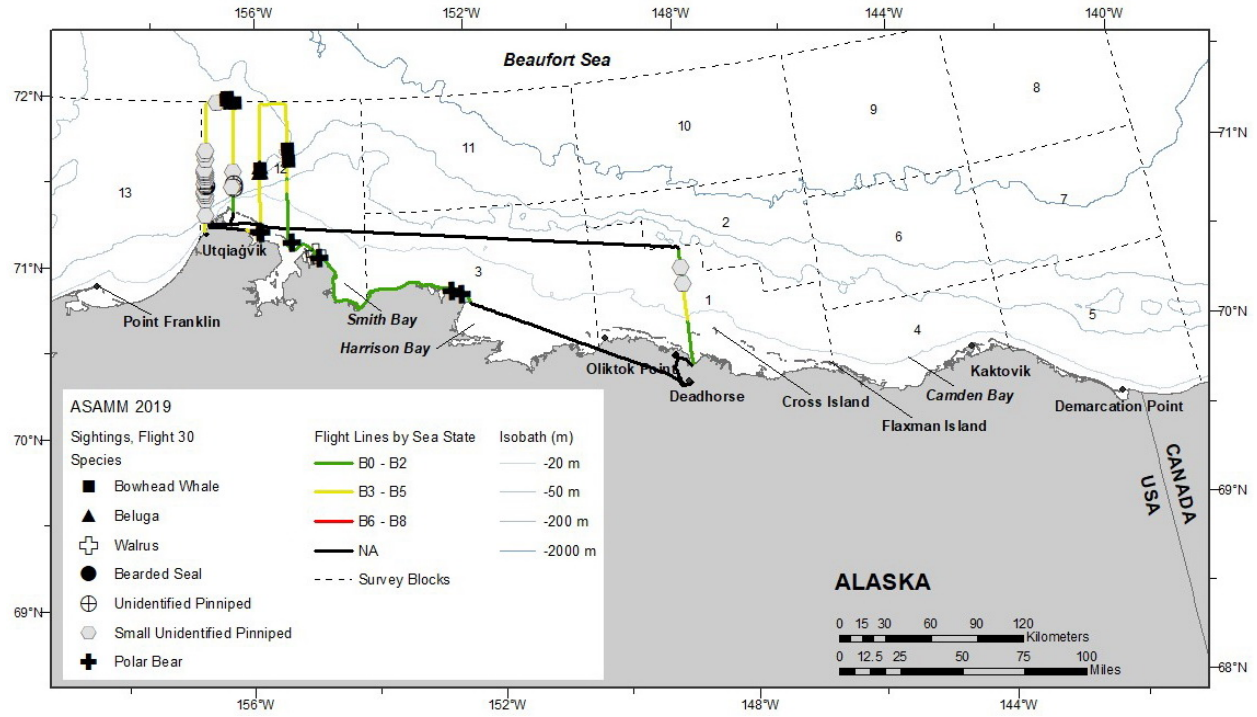 156°W 152°W 148°W 144°W 140°W
Beaufort Sea
72°N
71°N
70°N
69°N
71°N
70°N
69°N
68°N
8
9
10
11
12
13
7
6
2
3
1
5
4
Utqiaġvik
Point Franklin
Smith Bay
Harrison Bay
Oliktok Point
Deadhorse
Cross Island
Flaxman Island
Kaktovik
Camden Bay
Demarcation Point
CANADA
USA
ASAMM 2019
Sightings, Flight 30
Species
Bowhead Whale
Beluga
Walrus
Bearded Seal
Unidentified Pinniped
Small Unidentified Pinniped
Polar Bear
Flight Lines by Sea State
B0 - B2
B3 - B5
B6 - B8
NA
Survey Blocks
Isobath (m)
-20 m
-50 m
-200 m
-2000 m
ALASKA
0 15 30 60 90 120
Kilometers
0 12.5 25 50 75 100
Miles
156°W 152°W 148°W 144°W